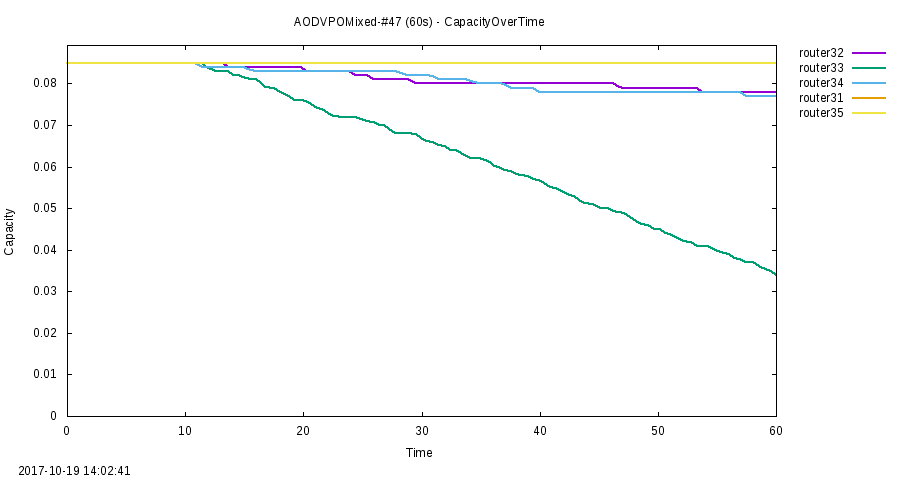 AODVPOMixed-#47 (60s) - CapacityOverTime
router32
router33
router34
router31
router35
0.08
0.07
0.06
0.05
0.04
0.03
0.02
0.01
0
Capacity
0 10 20 30 40 50 60
Time
2017-10-19 14:02:41